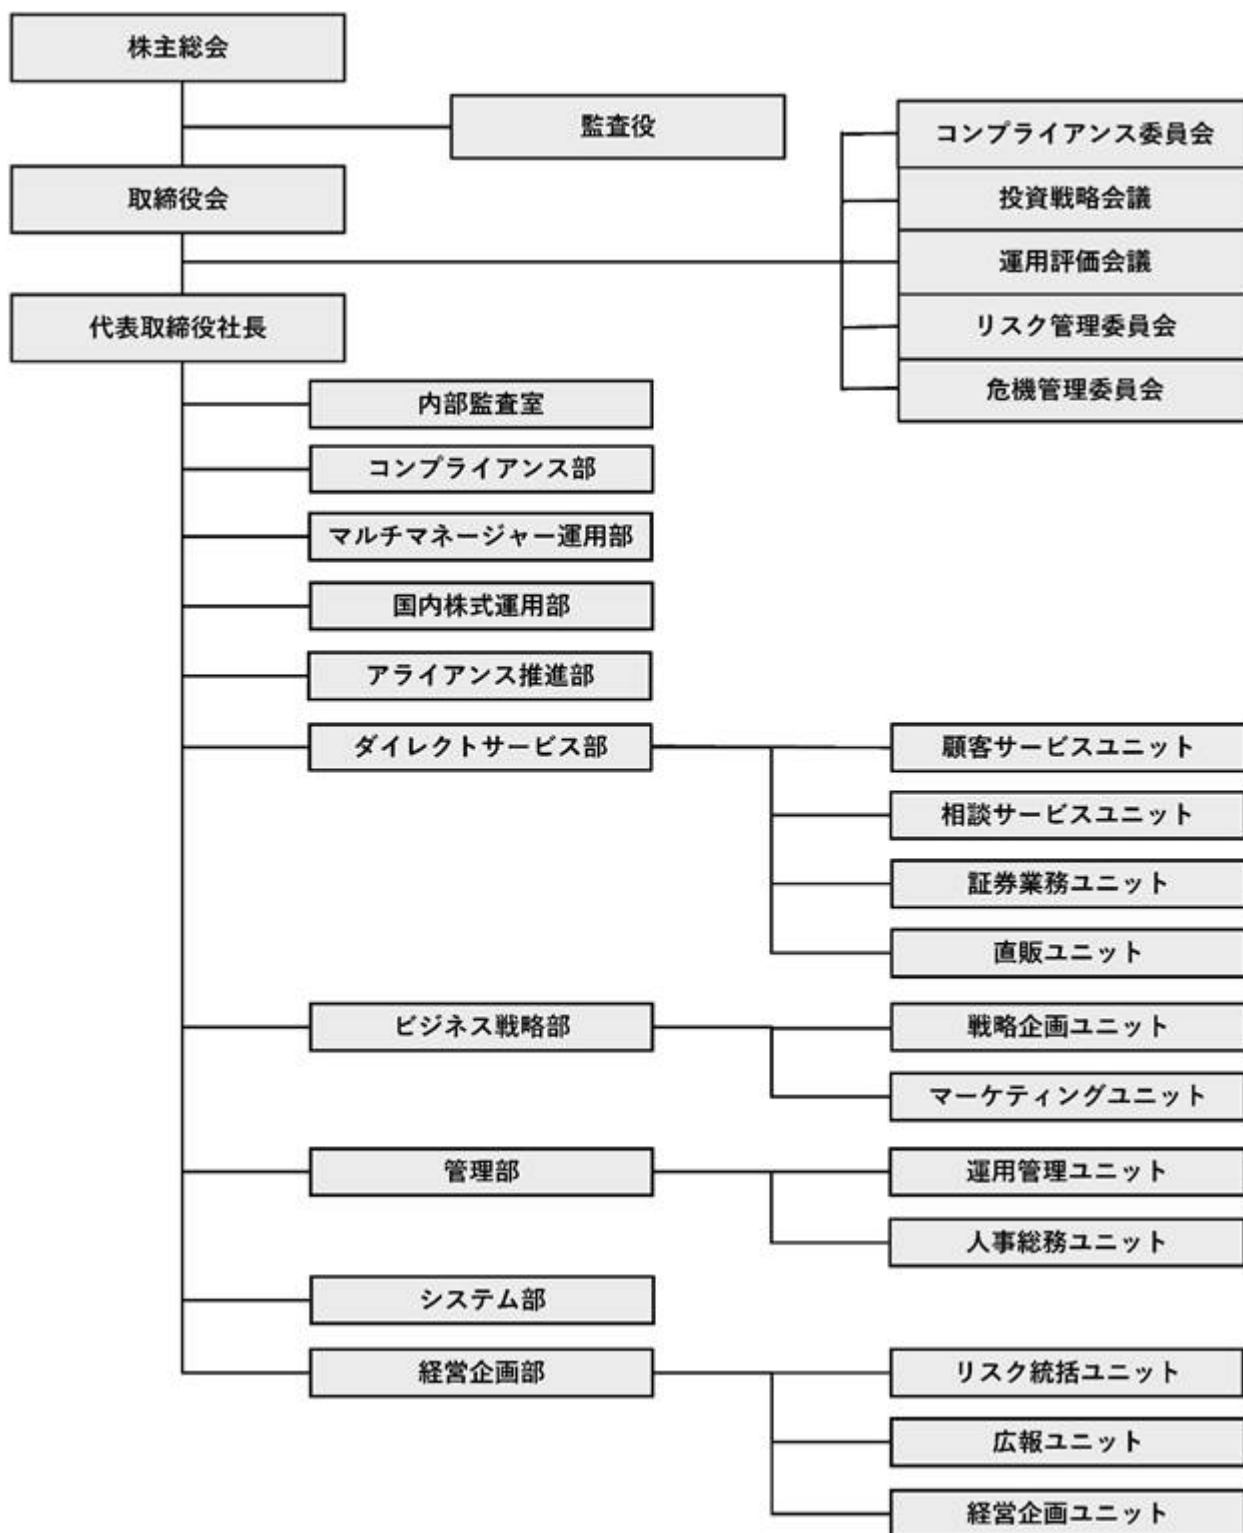 株主総会
監査役
取締役会
代表取締役社長
コンプライアンス委員会
投資戦略会議
運用評価会議
リスク管理委員会
危機管理委員会
内部監査室
コンプライアンス部
マルチマネージャー運用部
国内株式運用部
アライアンス推進部
ダイレクトサービス部
顧客サービスユニット
相談サービスユニット
証券業務ユニット
直販ユニット
ビジネス戦略部
戦略企画ユニット
マーケティングユニット
管理部
運用管理ユニット
人事総務ユニット
システム部
経営企画部
リスク統括ユニット
広報ユニット
経営企画ユニット